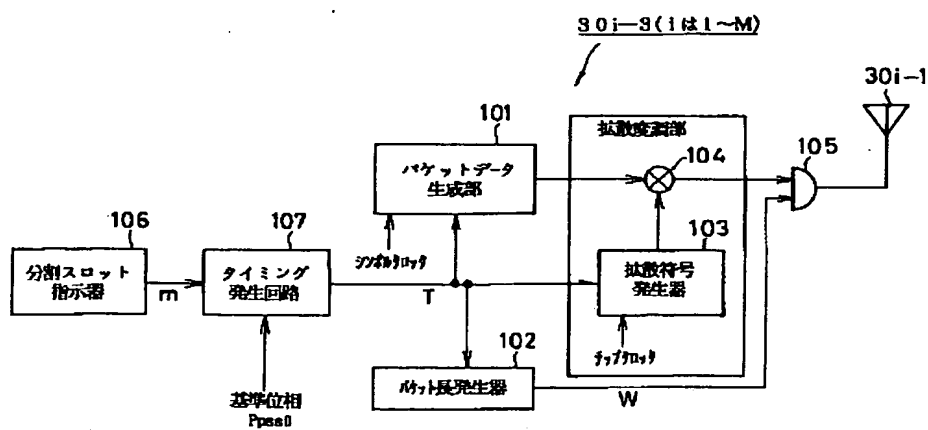 30i-3(iは1〜M)
30i-1
101
拡散変調部
105
パケットデータ
生成部
104
106
107
103
分割スロット
指示器
m
タイミング
発生回路
シンボルクロック
T
拡散符号
発生器
102
チップクロック
パケット長発生器
W
基準位相
Ppss0